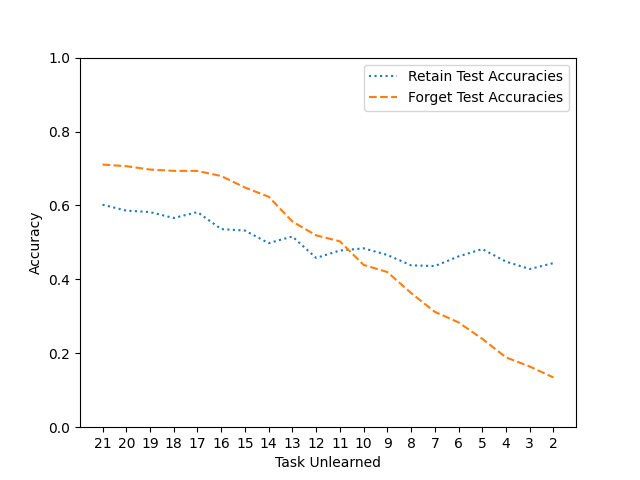 Retain Test Accuracies
Forget Test Accuracies
1.0
0.8
0.6
0.4
0.2
0.0
Accuracy
21 20 19 18 17 16 15 14 13 12 11 10 9 8 7 6 5 4 3 2
Task Unlearned